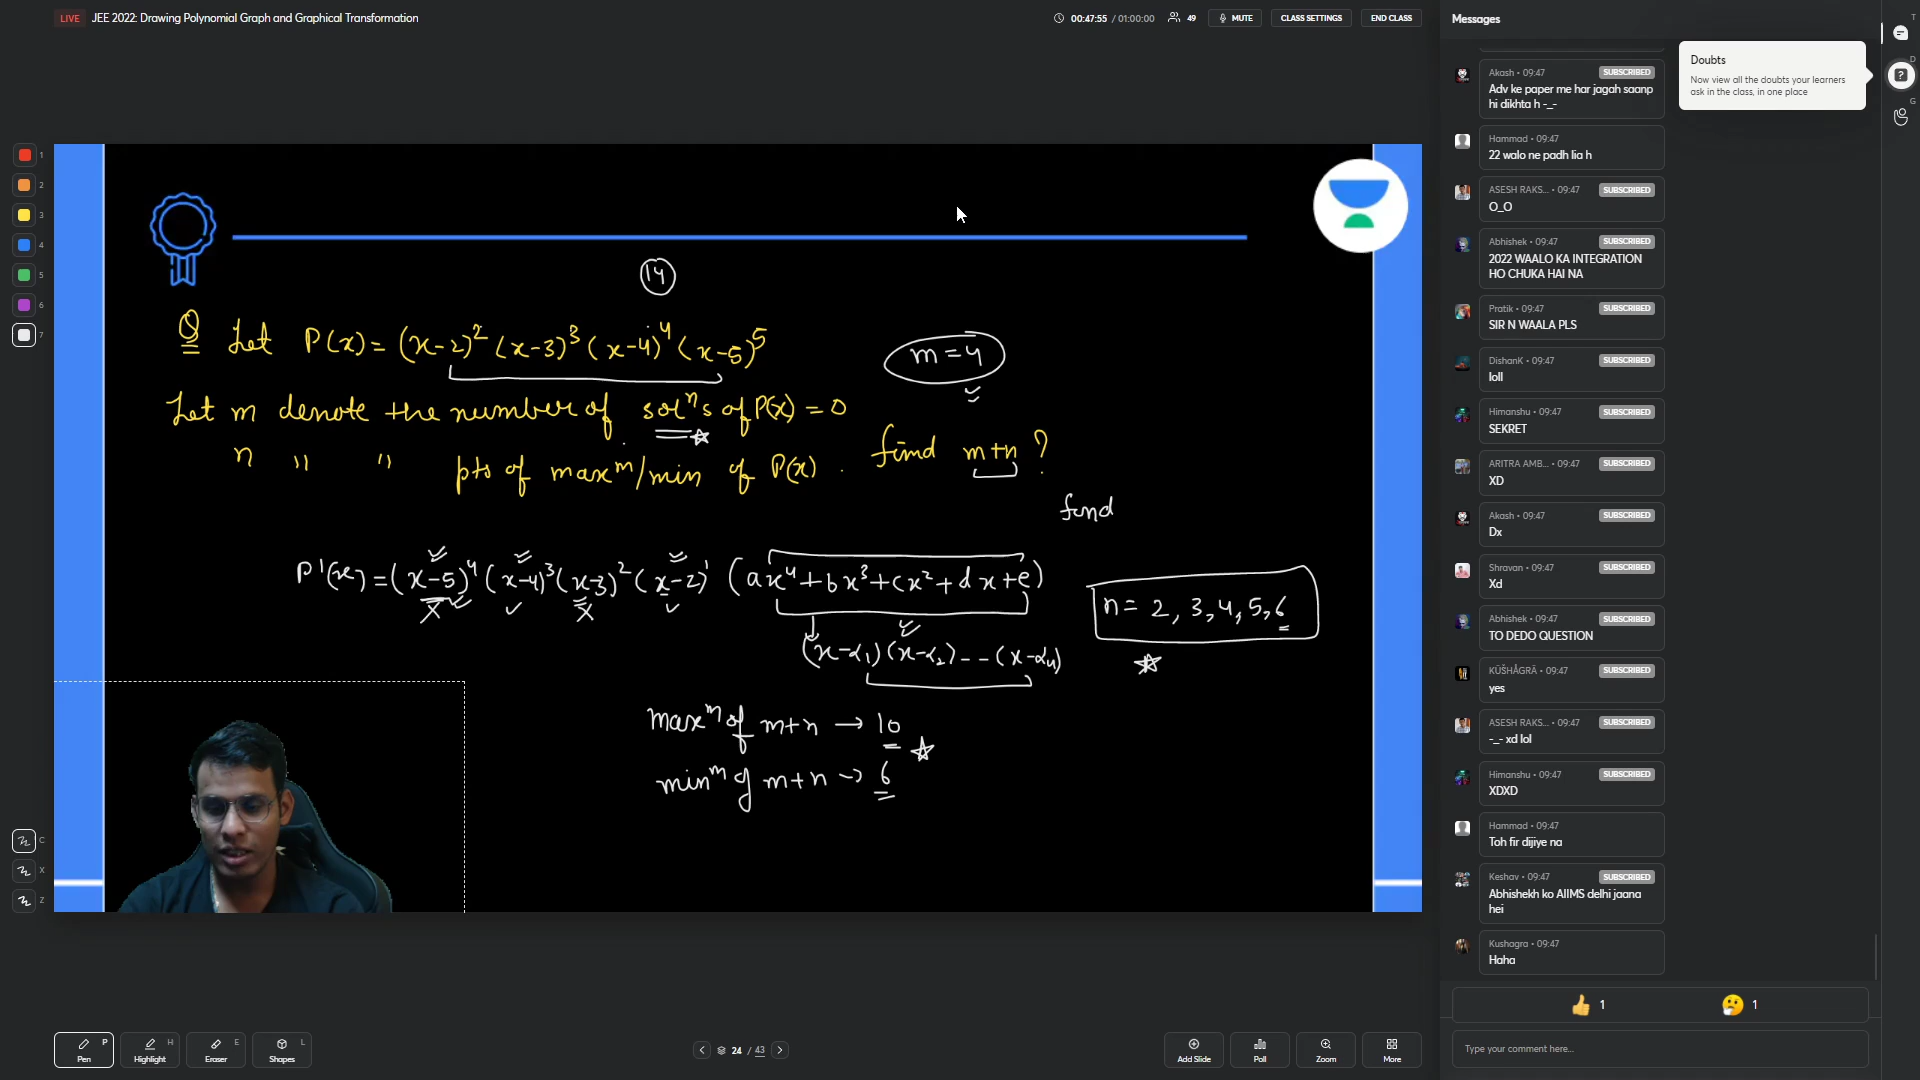 LIVE JEE 2022: Drawing Polynomial Graph and Graphical Transformation
00:47:55 / 01:00:00 49 MUTE CLASS SETTINGS END CLASS
1
2
3
4
5
6
7
14
Q Let P(x) = (x-2)² (x-3)³ (x-4)⁴ (x-5)⁵
m = 4
Let m denote the number of solⁿs of P(x) = 0
n " " pts of maxᵐ/min of P(x). find m+n ?
find
P'(x) = (x-5)⁴ (x-4)³ (x-3)² (x-2)¹ (ax⁴+bx³+cx²+dx+e)
X X
n = 2, 3, 4, 5, 6
(x-α₁)(x-α₂)--(x-α₄)
maxᵐ of m+n → 10
minᵐ of m+n → 6
C
X
Z
Pen P
Highlight H
Eraser E
Shapes L
24 / 43
Add Slide
Poll
Zoom
More
Messages
Doubts
Now view all the doubts your learners
ask in the class, in one place
T
D
G
Akash • 09:47 SUBSCRIBED
Adv ke paper me har jagah saanp
hi dikhta h -_-
Hammad • 09:47
22 walo ne padh lia h
ASESH RAKS... • 09:47 SUBSCRIBED
O_O
Abhishek • 09:47 SUBSCRIBED
2022 WAALO KA INTEGRATION
HO CHUKA HAI NA
Pratik • 09:47 SUBSCRIBED
SIR N WAALA PLS
DishanK • 09:47 SUBSCRIBED
loll
Himanshu • 09:47 SUBSCRIBED
SEKRET
ARITRA AMB... • 09:47 SUBSCRIBED
XD
Akash • 09:47 SUBSCRIBED
Dx
Shravan • 09:47 SUBSCRIBED
Xd
Abhishek • 09:47 SUBSCRIBED
TO DEDO QUESTION
KÜŠHÅGRÄ • 09:47 SUBSCRIBED
yes
ASESH RAKS... • 09:47 SUBSCRIBED
-_- xd lol
Himanshu • 09:47 SUBSCRIBED
XDXD
Hammad • 09:47
Toh fir dijiye na
Keshav • 09:47 SUBSCRIBED
Abhishekh ko AIIMS delhi jaana
hei
Kushagra • 09:47
Haha
👍 1 🤔 1
Type your comment here...